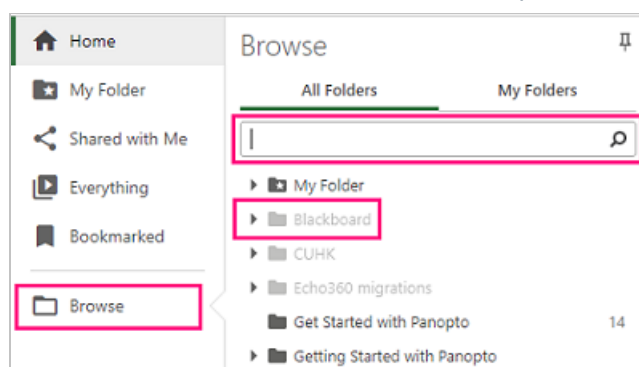 Home
My Folder
Shared with Me
Everything
Bookmarked
Browse
Browse
All Folders
My Folders
My Folder
Blackboard
CUHK
Echo360 migrations
Get Started with Panopto 14
Getting Started with Panopto